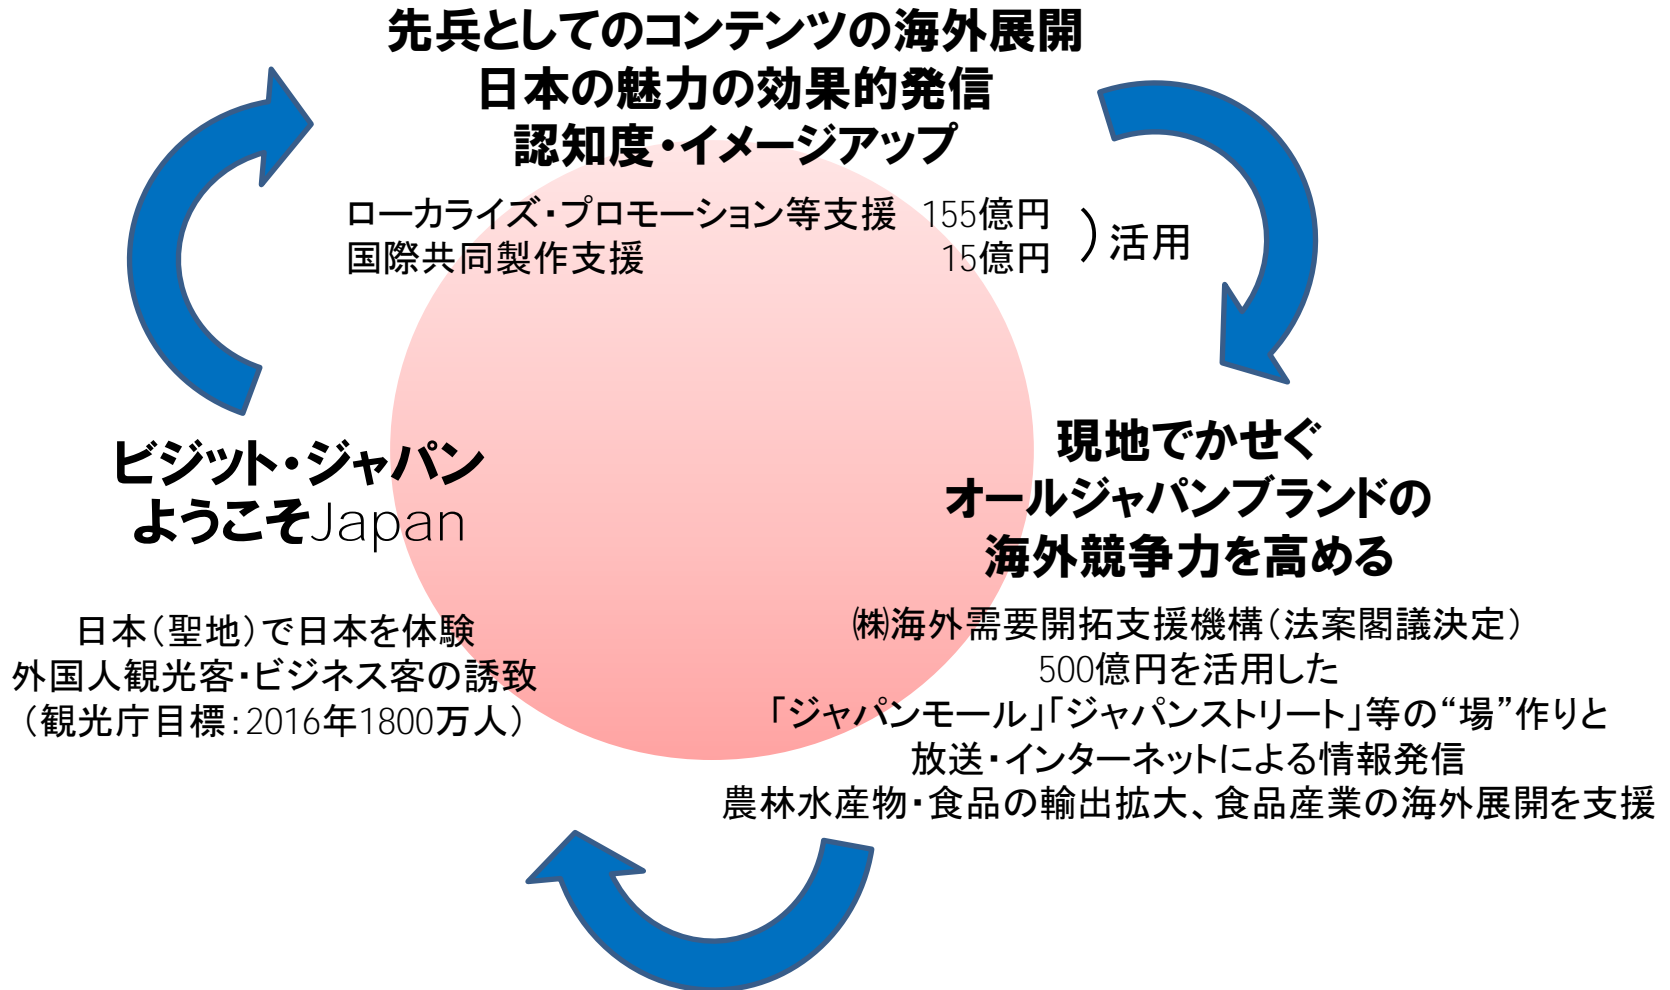 先兵としてのコンテンツの海外展開
日本の魅力の効果的発信
認知度・イメージアップ
ローカライズ・プロモーション等支援 155億円
国際共同製作支援 15億円
）活用
ビジット・ジャパン
ようこそJapan
日本（聖地）で日本を体験
外国人観光客・ビジネス客の誘致
（観光庁目標：2016年1800万人）
現地でかせぐ
オールジャパンブランドの
海外競争力を高める
㈱海外需要開拓支援機構（法案閣議決定）
500億円を活用した
「ジャパンモール」「ジャパンストリート」等の“場”作りと
放送・インターネットによる情報発信
農林水産物・食品の輸出拡大、食品産業の海外展開を支援